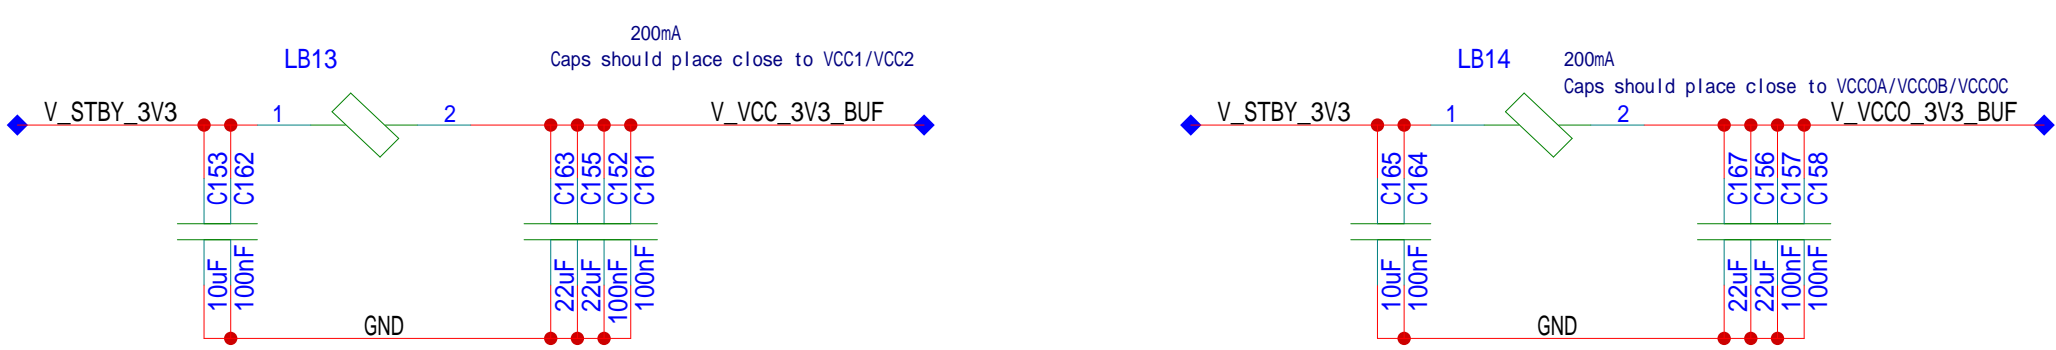 200mA
LB13
Caps should place close to VCC1/VCC2
V_STBY_3V3
1
2
V_VCC_3V3_BUF
C153
C162
C163
C155
C152
C161
10uF
100nF
22uF
22uF
100nF
100nF
GND
LB14
200mA
Caps should place close to VCCOA/VCCOB/VCCOC
V_STBY_3V3
1
2
V_VCCO_3V3_BUF
C165
C164
C167
C156
C157
C158
10uF
100nF
22uF
22uF
100nF
100nF
GND